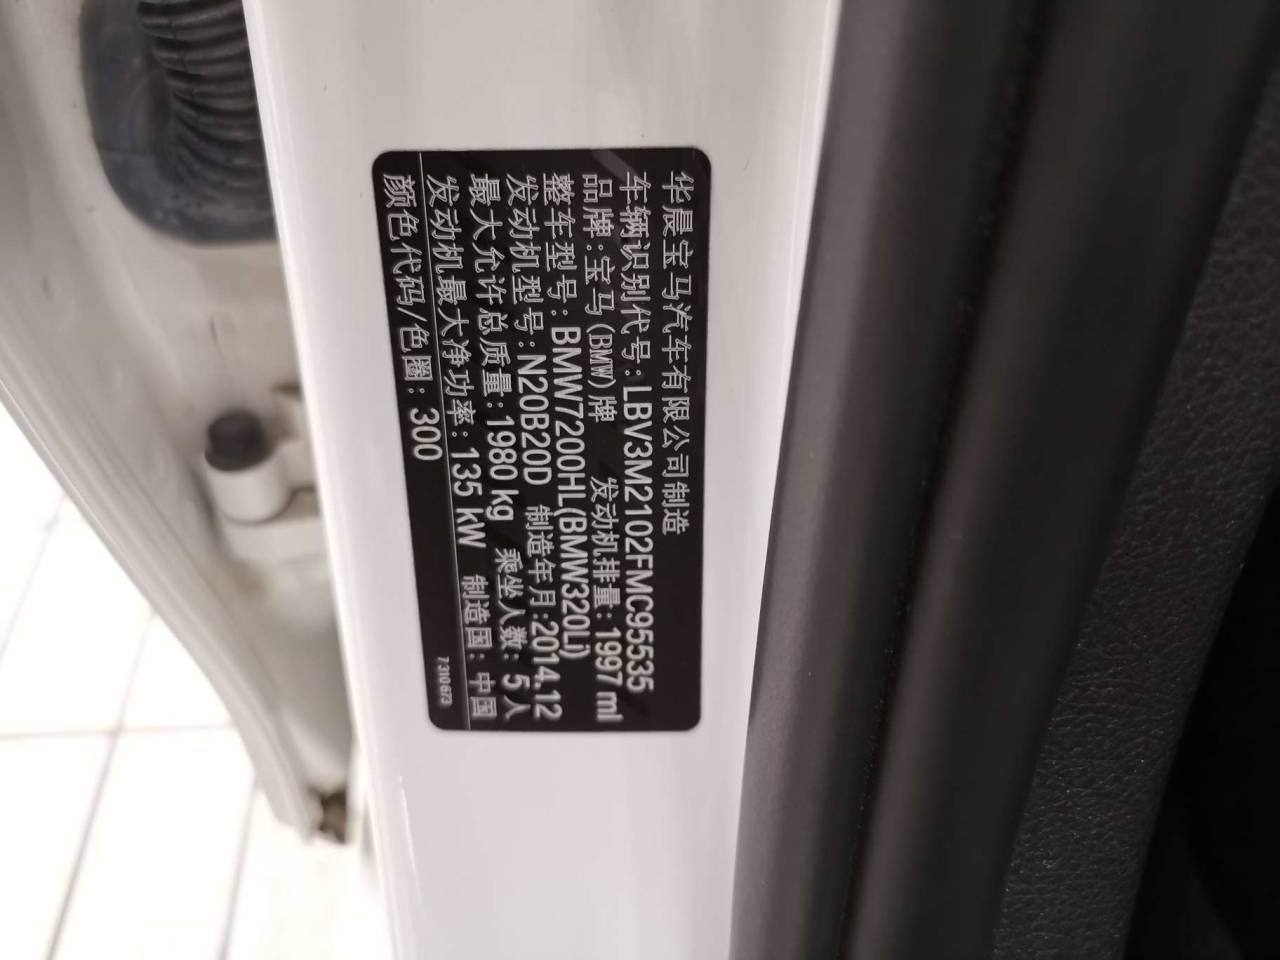 华晨宝马汽车有限公司制造
车辆识别代号:LBV3M2102FMC95535
品牌:宝马(BMW)牌 发动机排量:1997 ml
整车型号:BMW7200HL(BMW320Li)
发动机型号:N20B20D 制造年月:2014.12
最大允许总质量:1980 kg 乘坐人数:5人
发动机最大净功率:135 kW 制造国:中国
颜色代码/色圈:300
7310673